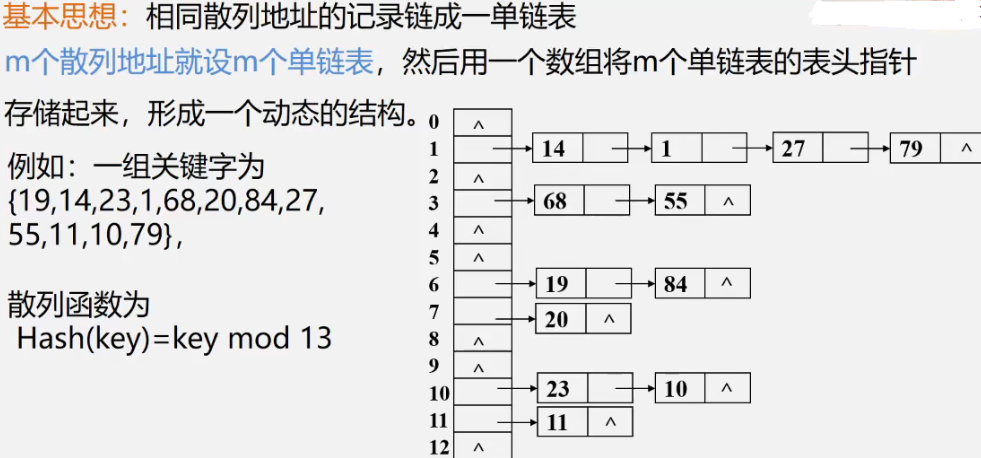 基本思想：相同散列地址的记录链成一单链表
m个散列地址就设m个单链表，然后用一个数组将m个单链表的表头指针
存储起来，形成一个动态的结构。
例如：一组关键字为
{19,14,23,1,68,20,84,27,
55,11,10,79}，
散列函数为
Hash(key)=key mod 13
0 ^
1 14 1 27 79 ^
2 ^
3 68 55 ^
4 ^
5 ^
6 19 84 ^
7 20 ^
8 ^
9 ^
10 23 10 ^
11 11 ^
12 ^